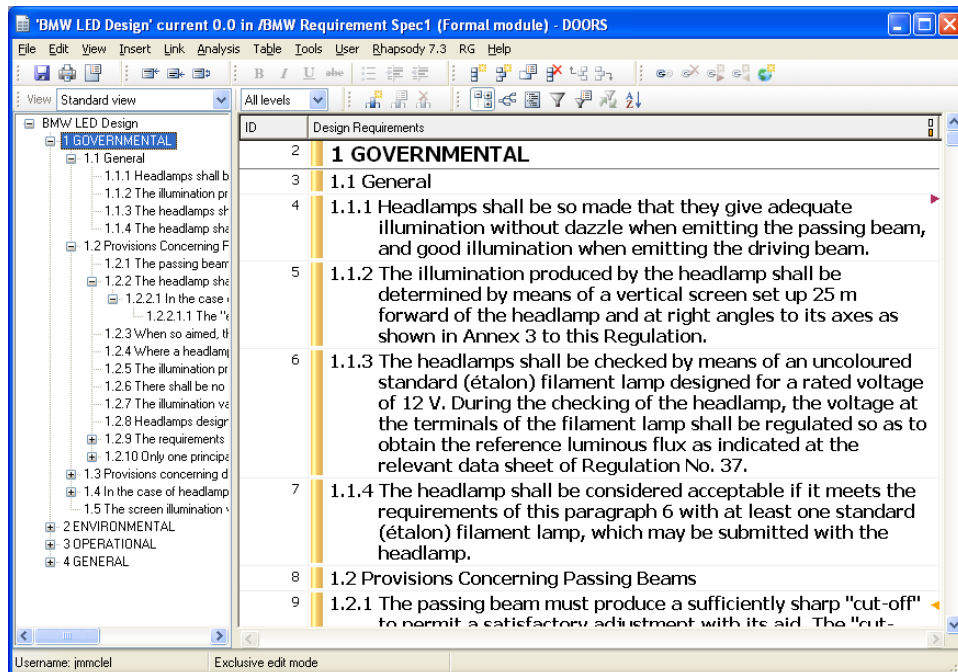 'BMW LED Design' current 0.0 in /BMW Requirement Spec1 (Formal module) - DOORS
File Edit View Insert Link Analysis Table Tools User Rhapsody 7.3 RG Help
B I U abc
View Standard view All levels
BMW LED Design
1 GOVERNMENTAL
1.1 General
1.1.1 Headlamps shall b
1.1.2 The illumination pr
1.1.3 The headlamps sh
1.1.4 The headlamp sha
1.2 Provisions Concerning F
1.2.1 The passing beam
1.2.2 The headlamp sha
1.2.2.1 In the case
1.2.2.1.1 The "e
1.2.3 When so aimed, th
1.2.4 Where a headlamp
1.2.5 The illumination pr
1.2.6 There shall be no
1.2.7 The illumination va
1.2.8 Headlamps design
1.2.9 The requirements
1.2.10 Only one principa
1.3 Provisions concerning d
1.4 In the case of headlamp
1.5 The screen illumination
2 ENVIRONMENTAL
3 OPERATIONAL
4 GENERAL
ID Design Requirements
2 1 GOVERNMENTAL
3 1.1 General
4 1.1.1 Headlamps shall be so made that they give adequate
illumination without dazzle when emitting the passing beam,
and good illumination when emitting the driving beam.
5 1.1.2 The illumination produced by the headlamp shall be
determined by means of a vertical screen set up 25 m
forward of the headlamp and at right angles to its axes as
shown in Annex 3 to this Regulation.
6 1.1.3 The headlamps shall be checked by means of an uncoloured
standard (étalon) filament lamp designed for a rated voltage
of 12 V. During the checking of the headlamp, the voltage at
the terminals of the filament lamp shall be regulated so as to
obtain the reference luminous flux as indicated at the
relevant data sheet of Regulation No. 37.
7 1.1.4 The headlamp shall be considered acceptable if it meets the
requirements of this paragraph 6 with at least one standard
(étalon) filament lamp, which may be submitted with the
headlamp.
8 1.2 Provisions Concerning Passing Beams
9 1.2.1 The passing beam must produce a sufficiently sharp "cut-off"
to permit a satisfactory adjustment with its aid. The "cut-
Username: jmmclel Exclusive edit mode